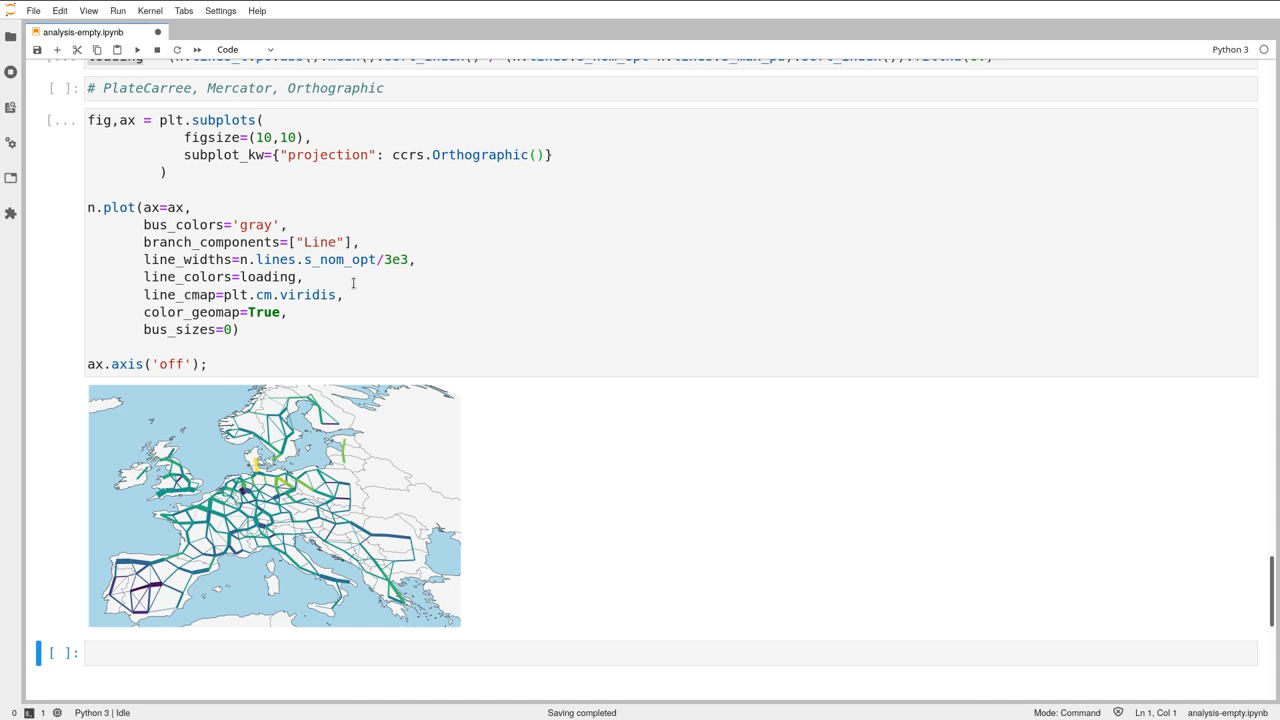 File Edit View Run Kernel Tabs Settings Help
analysis-empty.ipynb
Code
Python 3
[ ]: # PlateCarree, Mercator, Orthographic
[... fig,ax = plt.subplots(
figsize=(10,10),
subplot_kw={"projection": ccrs.Orthographic()}
)
n.plot(ax=ax,
bus_colors='gray',
branch_components=["Line"],
line_widths=n.lines.s_nom_opt/3e3,
line_colors=loading,
line_cmap=plt.cm.viridis,
color_geomap=True,
bus_sizes=0)
ax.axis('off');
[ ]:
0 1 Python 3 | Idle Saving completed Mode: Command Ln 1, Col 1 analysis-empty.ipynb